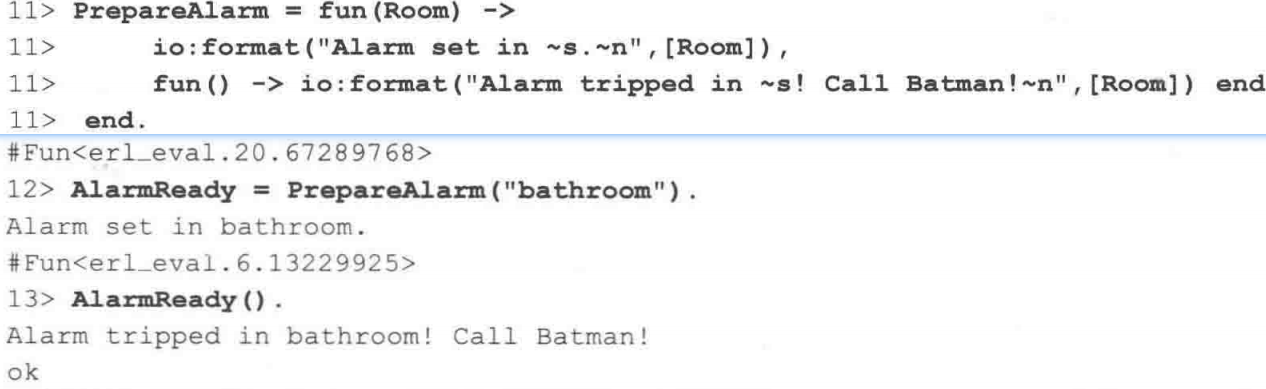 11> PrepareAlarm = fun(Room) ->
11>      io:format("Alarm set in ~s.~n",[Room]),
11>      fun() -> io:format("Alarm tripped in ~s! Call Batman!~n",[Room]) end
11>  end.
#Fun<erl_eval.20.67289768>
12> AlarmReady = PrepareAlarm("bathroom").
Alarm set in bathroom.
#Fun<erl_eval.6.13229925>
13> AlarmReady().
Alarm tripped in bathroom! Call Batman!
ok